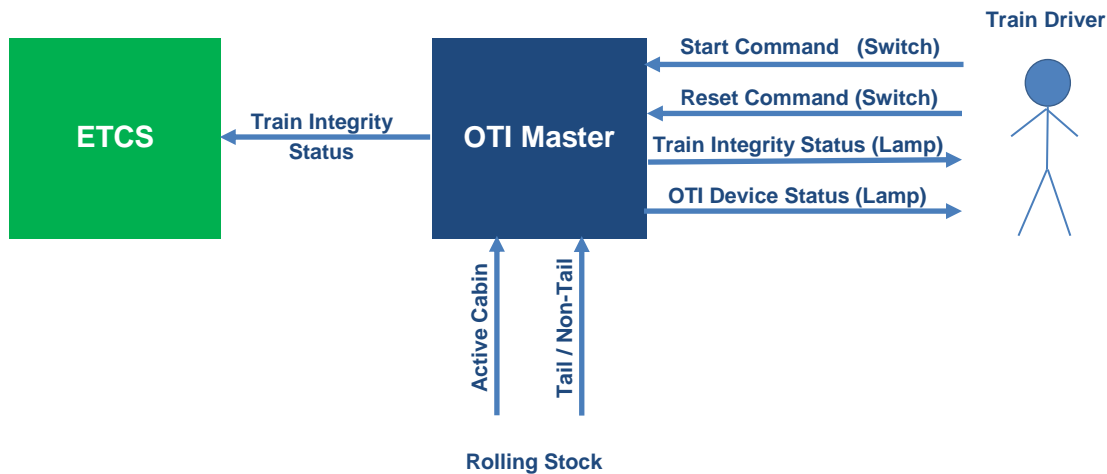 Train Driver
Start Command (Switch)
Reset Command (Switch)
ETCS
Train Integrity
Status
OTI Master
Train Integrity Status (Lamp)
OTI Device Status (Lamp)
Active Cabin
Tail / Non-Tail
Rolling Stock